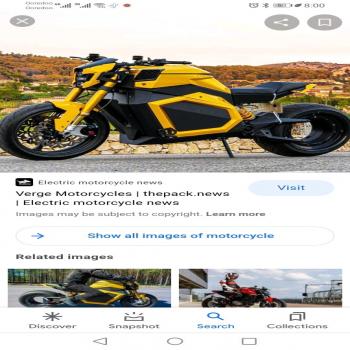 Ooredoo
Ooredoo
8:00
Electric motorcycle news
Verge Motorcycles | thepack.news
| Electric motorcycle news
Visit
Images may be subject to copyright. Learn more
Show all images of motorcycle
Related images
Discover
Snapshot
Search
Collections